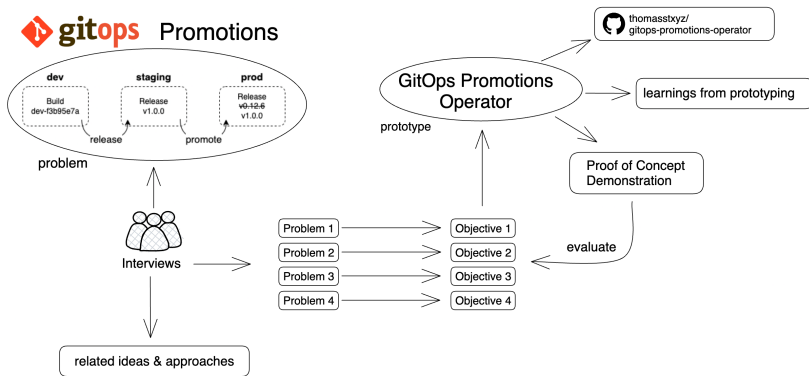 gitops Promotions
dev
staging
prod
Build
dev-f3b95e7a
Release
v1.0.0
Release
v0.12.6
v1.0.0
release
promote
problem
Interviews
related ideas & approaches
Problem 1
Problem 2
Problem 3
Problem 4
Objective 1
Objective 2
Objective 3
Objective 4
GitOps Promotions
Operator
prototype
thomasstxyz/
gitops-promotions-operator
learnings from prototyping
Proof of Concept
Demonstration
evaluate